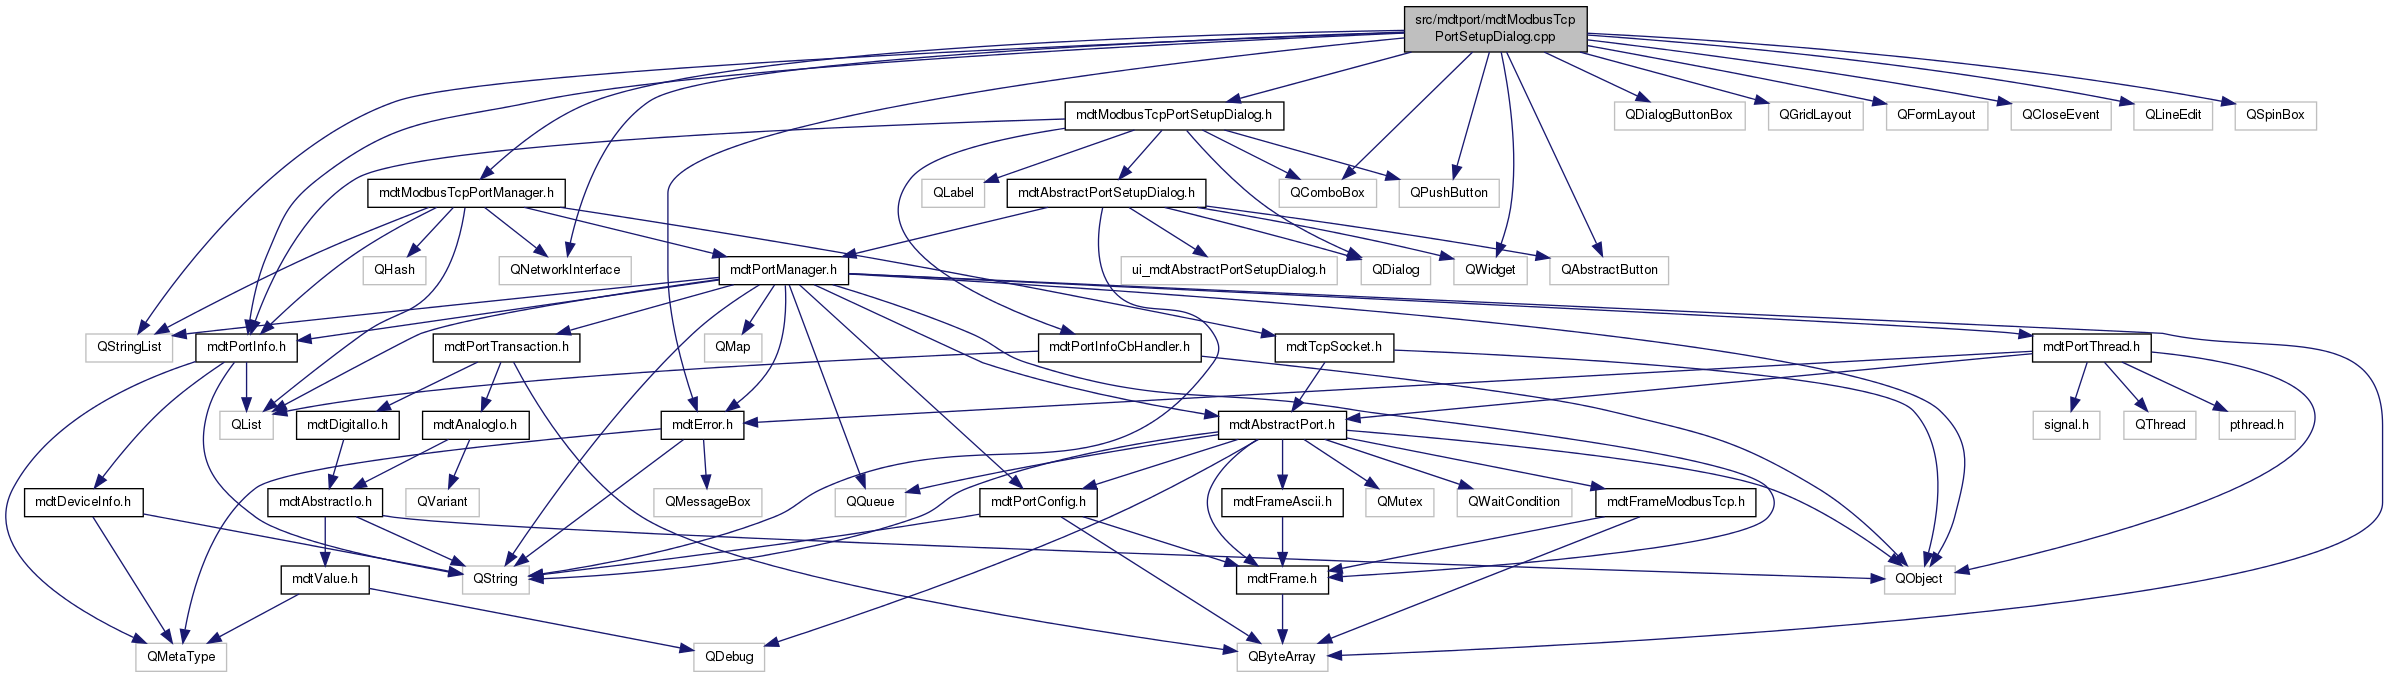 src/mdtport/mdtModbusTcp
PortSetupDialog.cpp
mdtModbusTcpPortSetupDialog.h
QDialogButtonBox
QGridLayout
QFormLayout
QCloseEvent
QLineEdit
QSpinBox
mdtModbusTcpPortManager.h
QLabel
mdtAbstractPortSetupDialog.h
QComboBox
QPushButton
QHash
QNetworkInterface
mdtPortManager.h
ui_mdtAbstractPortSetupDialog.h
QDialog
QWidget
QAbstractButton
QStringList
mdtPortInfo.h
mdtPortTransaction.h
QMap
mdtPortInfoCbHandler.h
mdtTcpSocket.h
mdtPortThread.h
QList
mdtDigitalIo.h
mdtAnalogIo.h
mdtError.h
mdtAbstractPort.h
signal.h
QThread
pthread.h
mdtDeviceInfo.h
mdtAbstractIo.h
QVariant
QMessageBox
QQueue
mdtPortConfig.h
mdtFrameAscii.h
QMutex
QWaitCondition
mdtFrameModbusTcp.h
mdtValue.h
QString
mdtFrame.h
QObject
QMetaType
QDebug
QByteArray